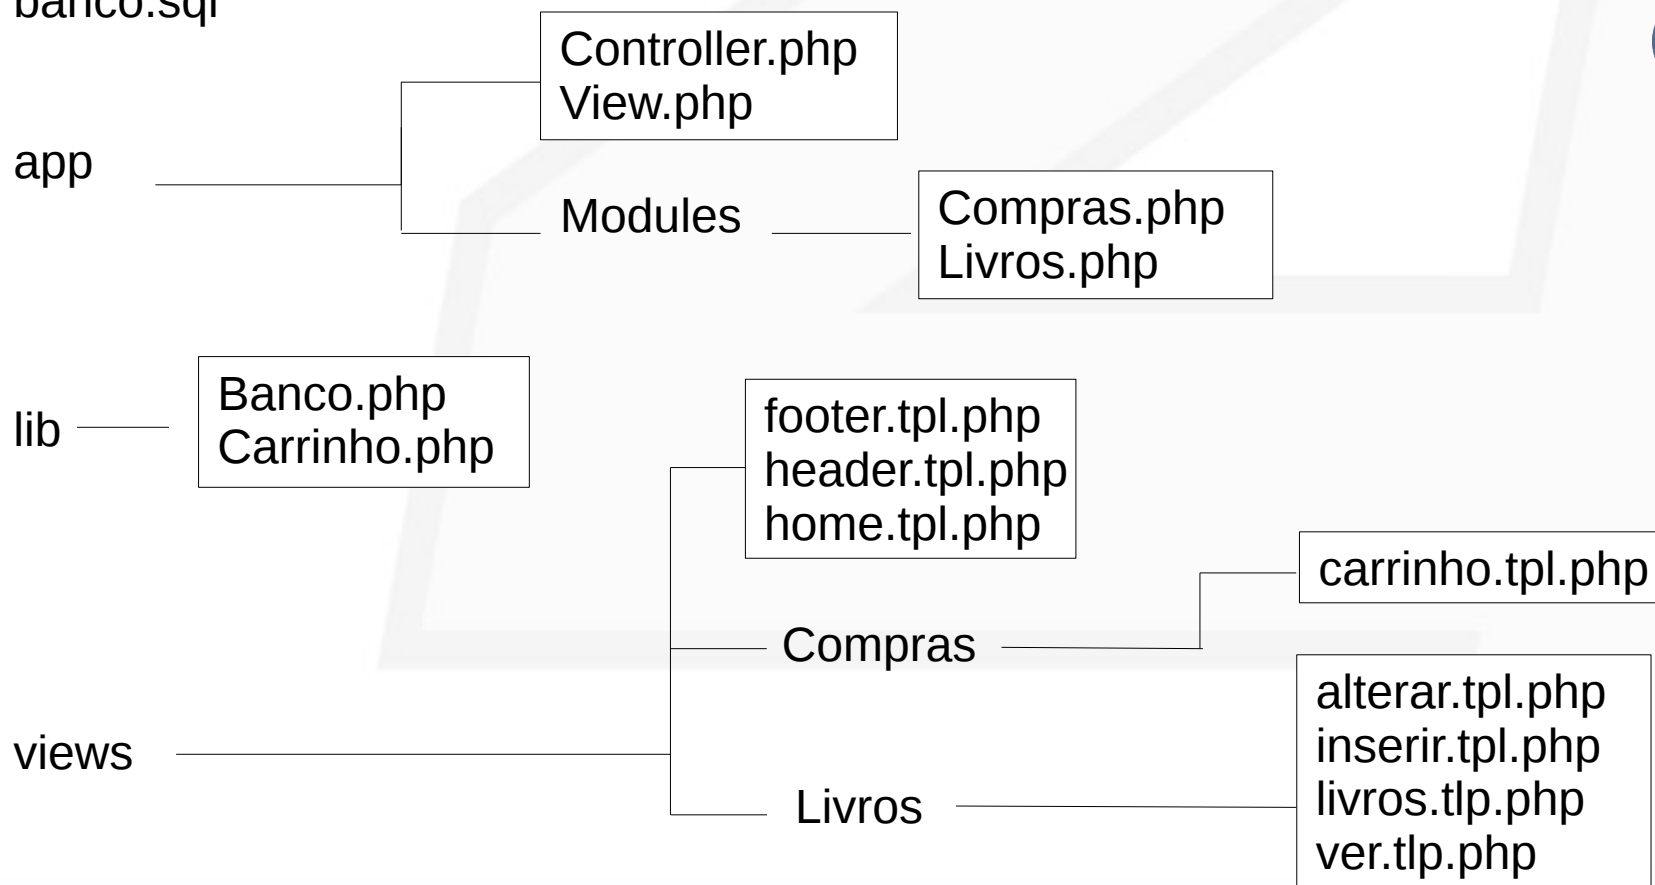 banco.sql
Controller.php
View.php
app
Modules
Compras.php
Livros.php
lib
Banco.php
Carrinho.php
footer.tpl.php
header.tpl.php
home.tpl.php
carrinho.tpl.php
Compras
views
alterar.tpl.php
inserir.tpl.php
livros.tlp.php
ver.tlp.php
Livros